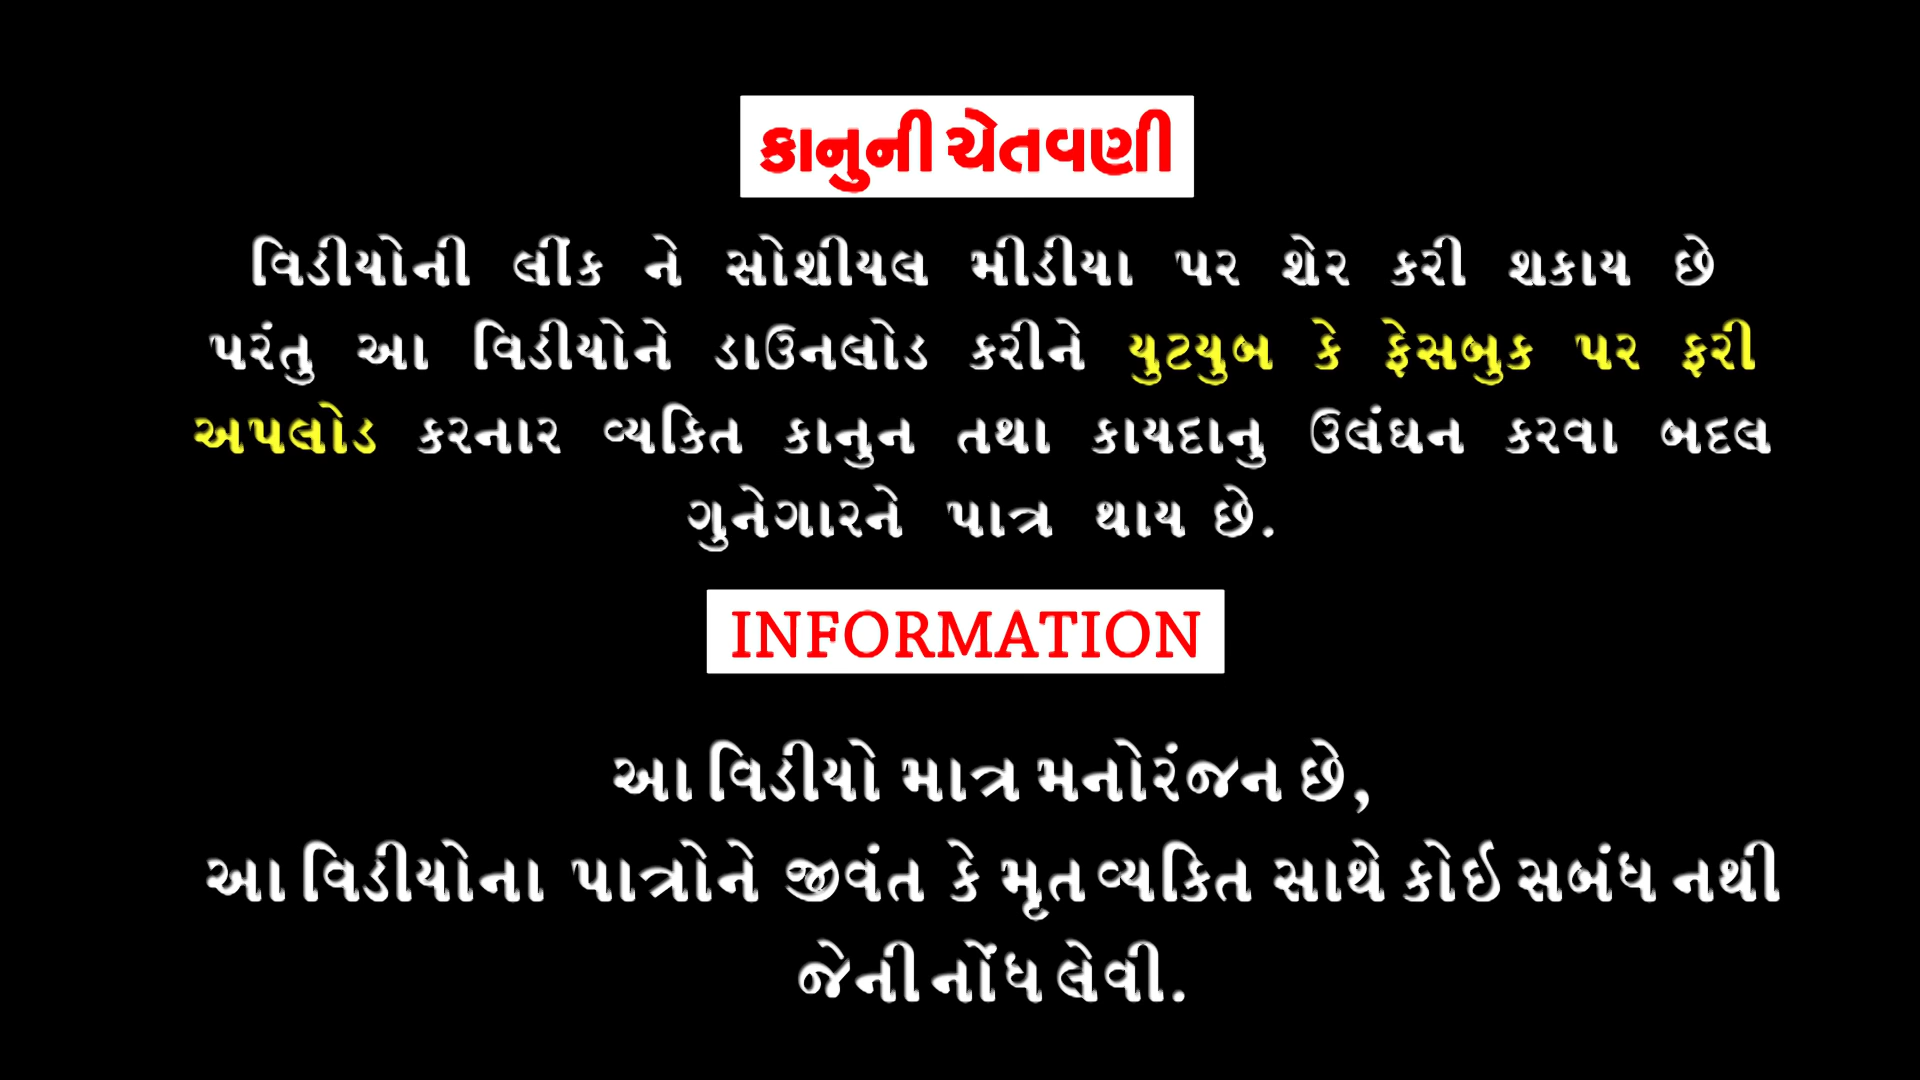 કાનુની ચેતવણી
વિડીયોની લીંક ને સોશીયલ મીડીયા પર શેર કરી શકાય છે
પરંતુ આ વિડીયોને ડાઉનલોડ કરીને યુટયુબ કે ફેસબુક પર ફરી
અપલોડ કરનાર વ્યકિત કાનુન તથા કાયદાનુ ઉલંઘન કરવા બદલ
ગુનેગારને પાત્ર થાય છે.
INFORMATION
આ વિડીયો માત્ર મનોરંજન છે,
આ વિડીયોના પાત્રોને જીવંત કે મૃત વ્યકિત સાથે કોઇ સબંધ નથી
જેની નોંધ લેવી.